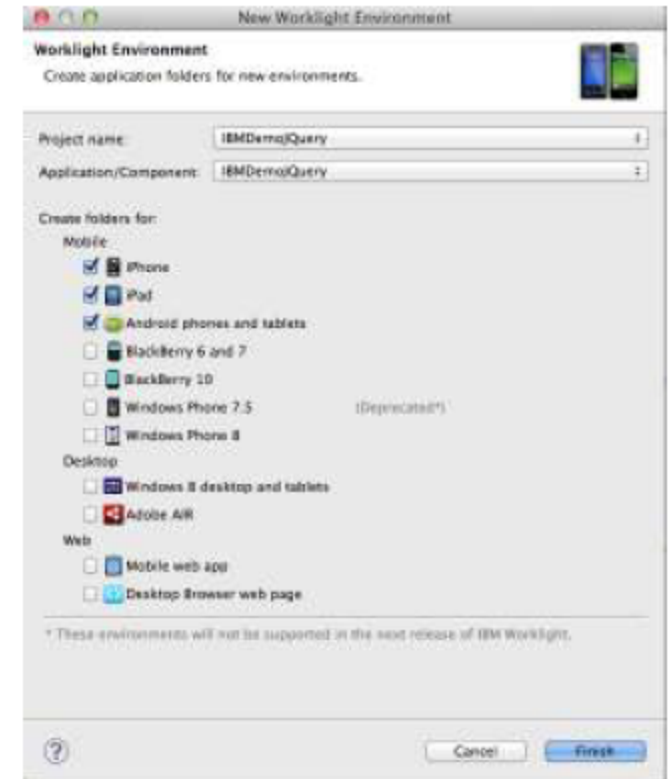 New Worklight Environment
Worklight Environment
Create application folders for new environments.
Project name: IBMDemoJQuery
Application/Component: IBMDemoJQuery
Create folders for:
Mobile
iPhone
iPad
Android phones and tablets
BlackBerry 6 and 7
BlackBerry 10
Windows Phone 7.5 (Deprecated*)
Windows Phone 8
Desktop
Windows 8 desktop and tablets
Adobe AIR
Web
Mobile web app
Desktop Browser web page
* These environments will not be supported in the next release of IBM Worklight.
?
Cancel Finish